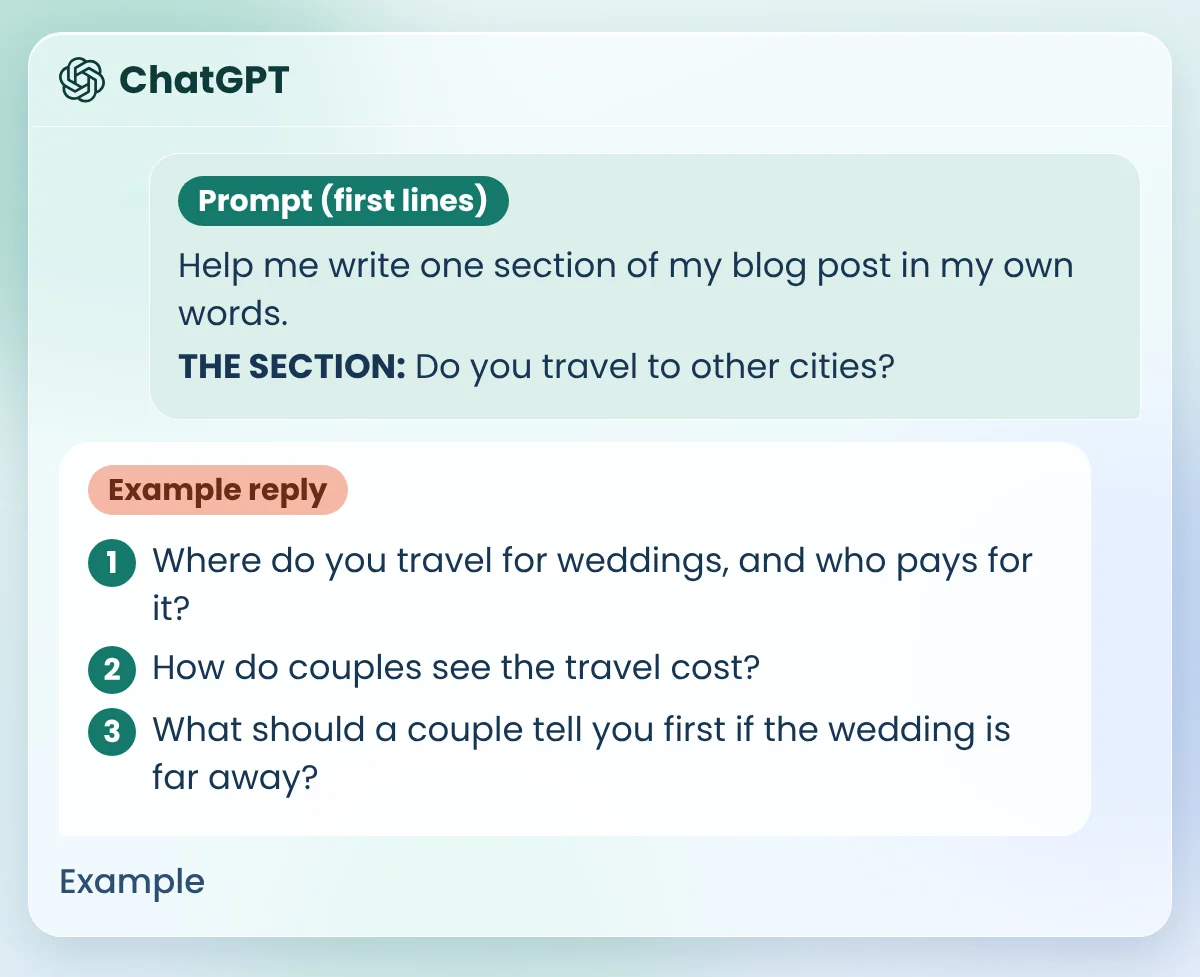 ChatGPT
Prompt (first lines)
Help me write one section of my blog post in my own
words.
THE SECTION: Do you travel to other cities?
Example reply
1 Where do you travel for weddings, and who pays for
it?
2 How do couples see the travel cost?
3 What should a couple tell you first if the wedding is
far away?
Example